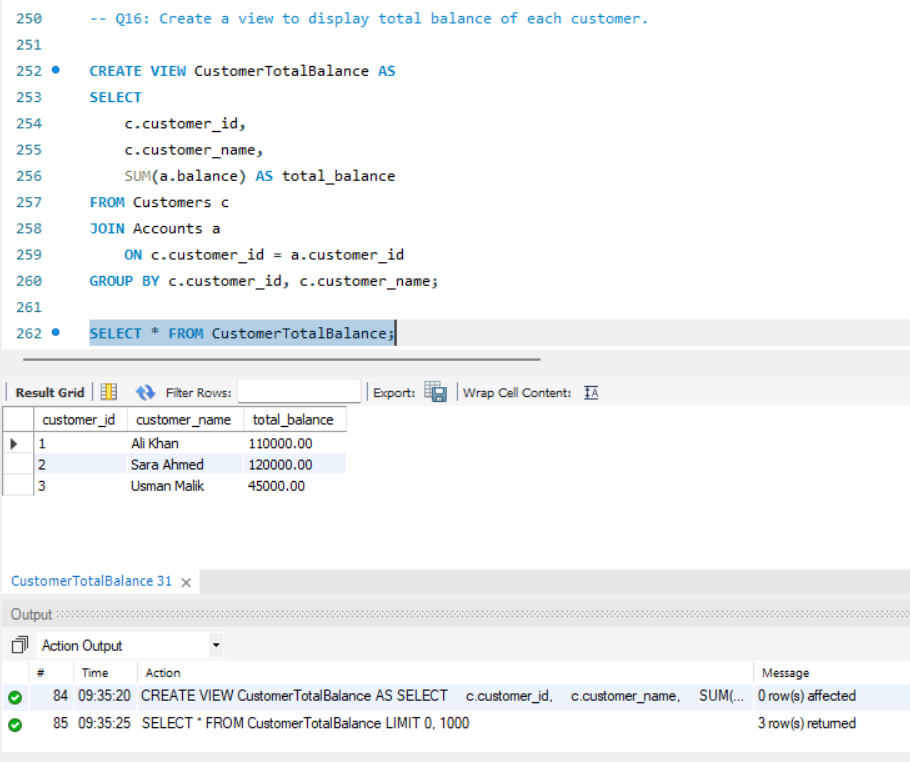 250 -- Q16: Create a view to display total balance of each customer.
251
252 CREATE VIEW CustomerTotalBalance AS
253 SELECT
254 c.customer_id,
255 c.customer_name,
256 SUM(a.balance) AS total_balance
257 FROM Customers c
258 JOIN Accounts a
259 ON c.customer_id = a.customer_id
260 GROUP BY c.customer_id, c.customer_name;
261
262 SELECT * FROM CustomerTotalBalance;
Result Grid Filter Rows: Export: Wrap Cell Content: IA
customer_id customer_name total_balance
1 Ali Khan 110000.00
2 Sara Ahmed 120000.00
3 Usman Malik 45000.00
CustomerTotalBalance 31 ×
Output
Action Output
# Time Action Message
84 09:35:20 CREATE VIEW CustomerTotalBalance AS SELECT c.customer_id, c.customer_name, SUM(... 0 row(s) affected
85 09:35:25 SELECT * FROM CustomerTotalBalance LIMIT 0, 1000 3 row(s) returned